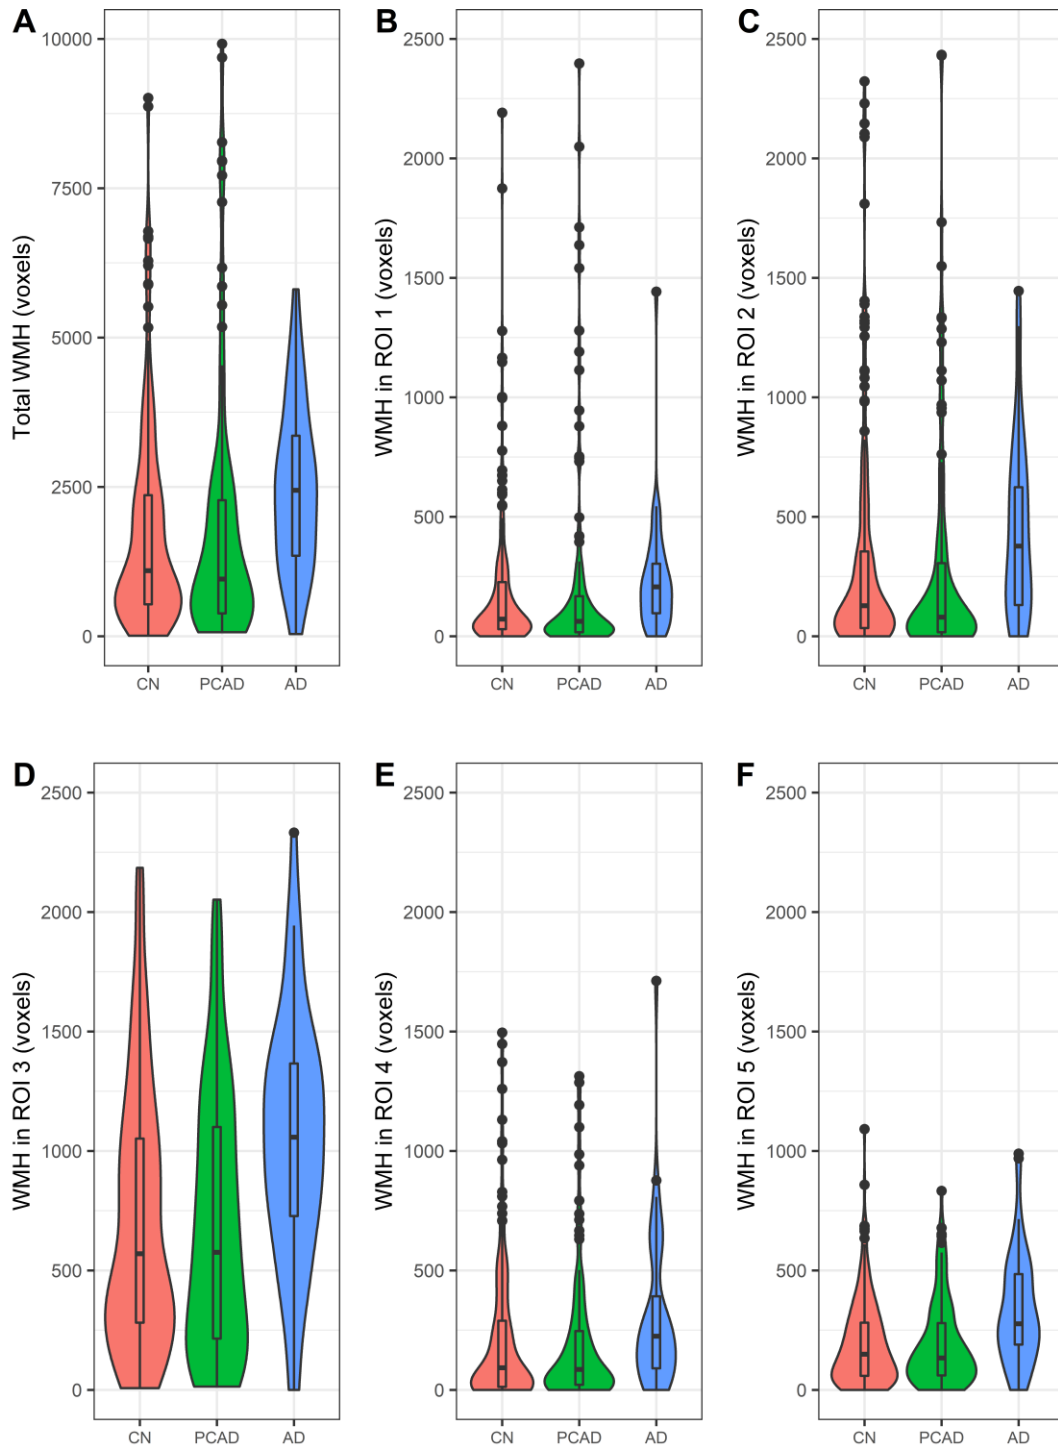 A
Total WMH (voxels)
10000
7500
5000
2500
0
CN PCAD AD
B
WMH in ROI 1 (voxels)
2500
2000
1500
1000
500
0
CN PCAD AD
C
WMH in ROI 2 (voxels)
2500
2000
1500
1000
500
0
CN PCAD AD
D
WMH in ROI 3 (voxels)
2500
2000
1500
1000
500
0
CN PCAD AD
E
WMH in ROI 4 (voxels)
2500
2000
1500
1000
500
0
CN PCAD AD
F
WMH in ROI 5 (voxels)
2500
2000
1500
1000
500
0
CN PCAD AD